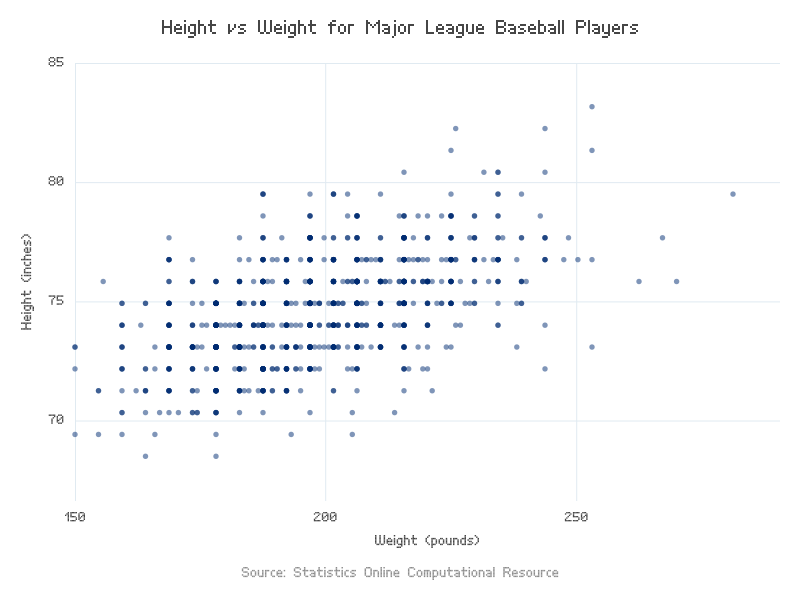 Height vs Weight for Major League Baseball Players
85
80
75
70
Height (inches)
150 200 250
Weight (pounds)
Source: Statistics Online Computational Resource